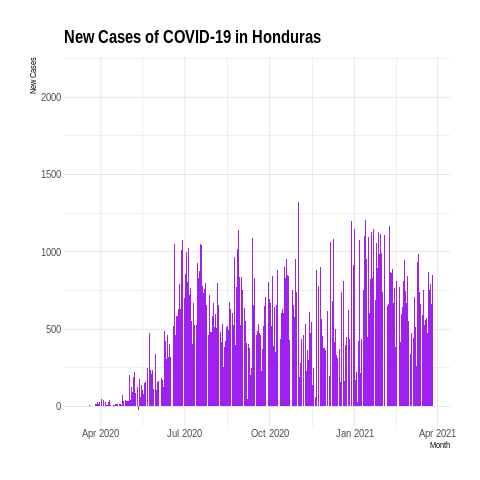 New Cases of COVID-19 in Honduras
New Cases
2000
1500
1000
500
0
Apr 2020
Jul 2020
Oct 2020
Jan 2021
Apr 2021
Month